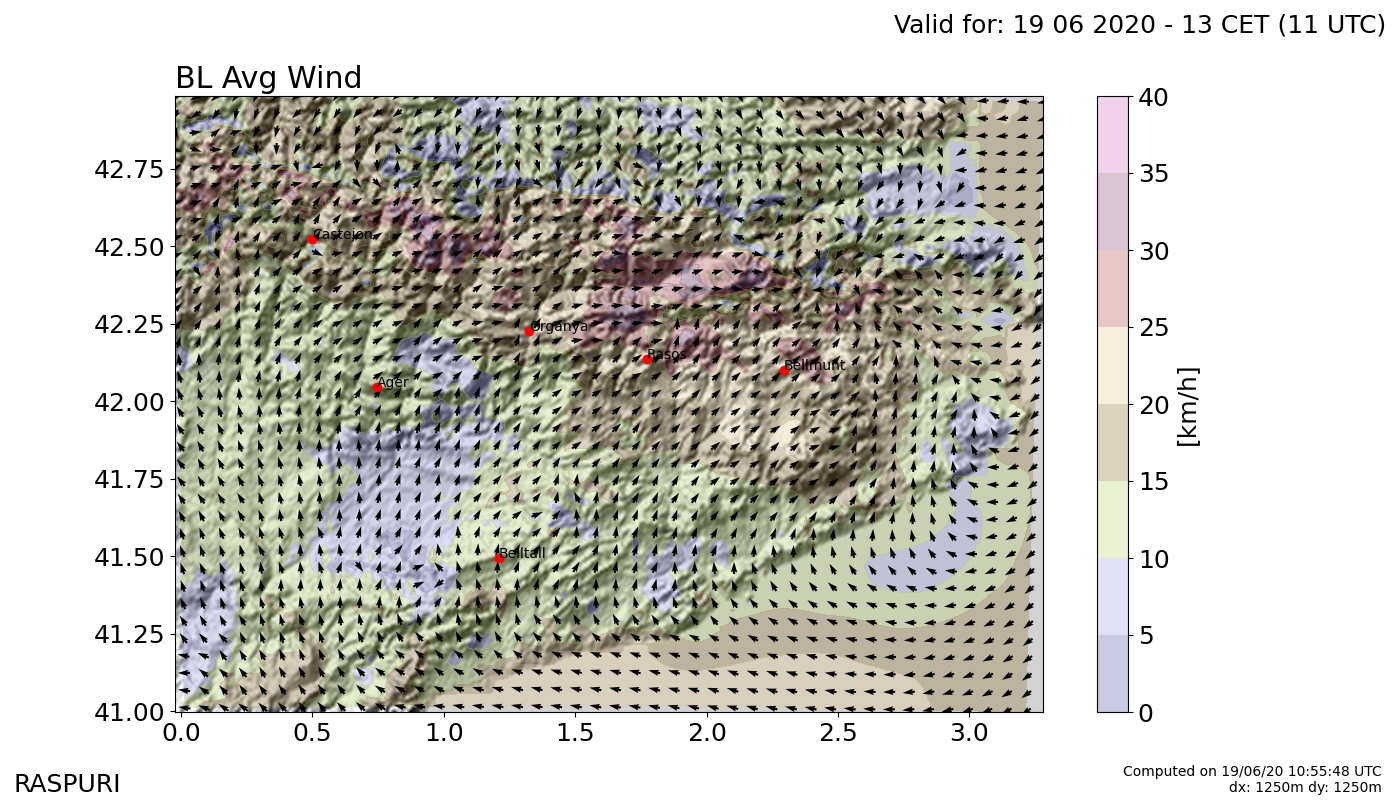 Valid for: 19 06 2020 - 13 CET (11 UTC)
BL Avg Wind
42.75
42.50
42.25
42.00
41.75
41.50
41.25
41.00
0.0 0.5 1.0 1.5 2.0 2.5 3.0
Castejon
Organya
Rasos
Bellmunt
Ager
Belltall
40
35
30
25
20
15
10
5
0
[km/h]
RASPURI
Computed on 19/06/20 10:55:48 UTC
dx: 1250m dy: 1250m